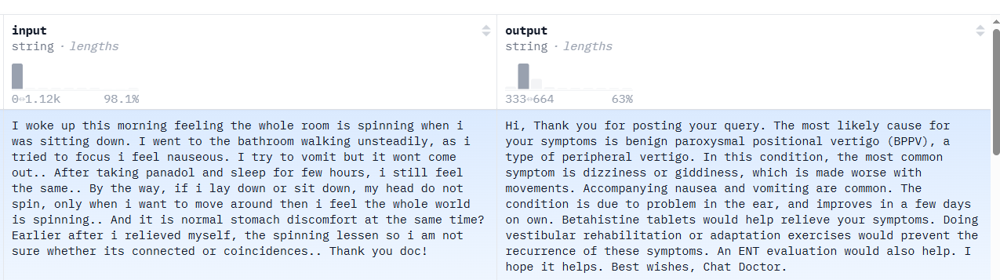 input
string · lengths
0↔1.12k 98.1%
I woke up this morning feeling the whole room is spinning when i
was sitting down. I went to the bathroom walking unsteadily, as i
tried to focus i feel nauseous. I try to vomit but it wont come
out.. After taking panadol and sleep for few hours, i still feel
the same.. By the way, if i lay down or sit down, my head do not
spin, only when i want to move around then i feel the whole world
is spinning.. And it is normal stomach discomfort at the same time?
Earlier after i relieved myself, the spinning lessen so i am not
sure whether its connected or coincidences.. Thank you doc!
output
string · lengths
333↔664 63%
Hi, Thank you for posting your query. The most likely cause for
your symptoms is benign paroxysmal positional vertigo (BPPV), a
type of peripheral vertigo. In this condition, the most common
symptom is dizziness or giddiness, which is made worse with
movements. Accompanying nausea and vomiting are common. The
condition is due to problem in the ear, and improves in a few days
on own. Betahistine tablets would help relieve your symptoms. Doing
vestibular rehabilitation or adaptation exercises would prevent the
recurrence of these symptoms. An ENT evaluation would also help. I
hope it helps. Best wishes, Chat Doctor.